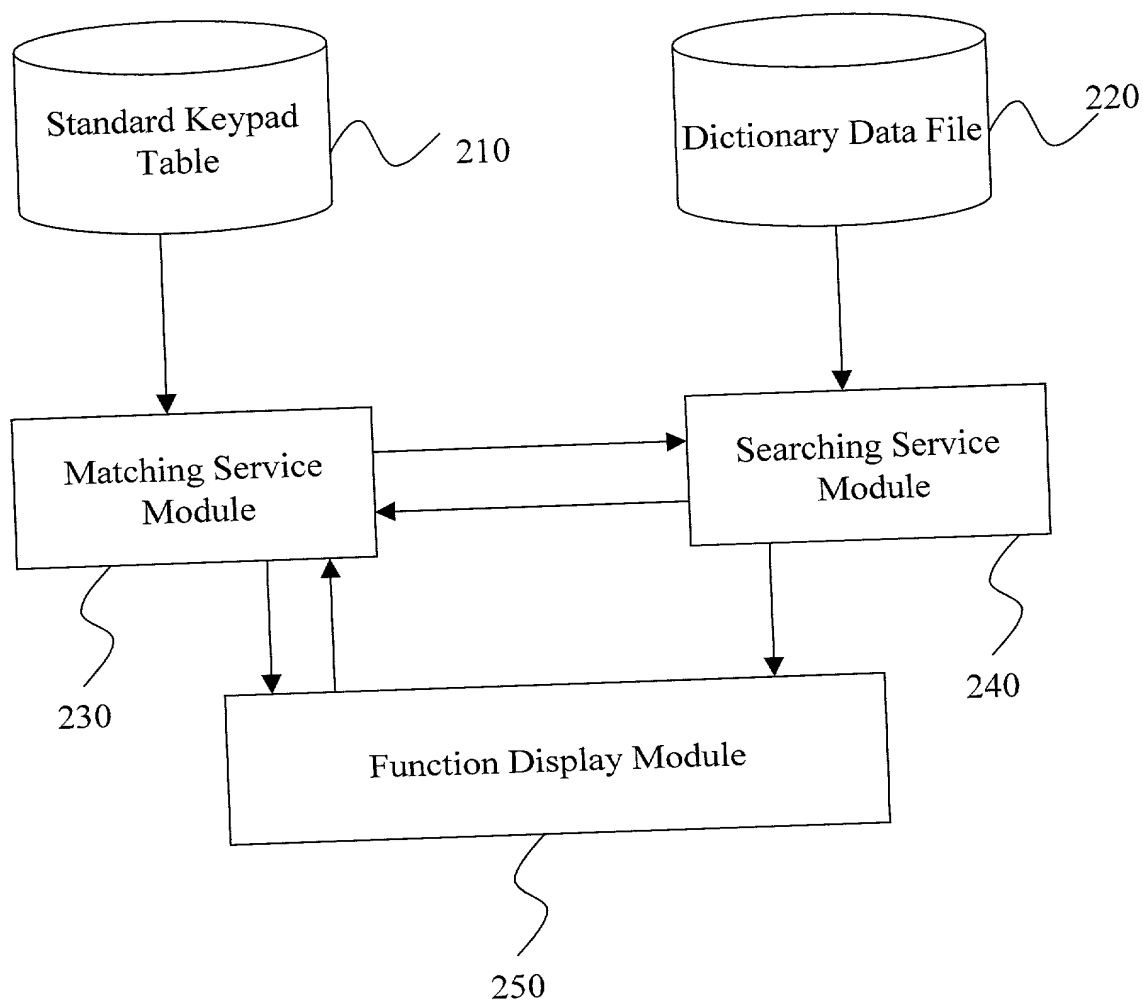 Standard Keypad
Table
210
Dictionary Data File
220
Matching Service
Module
Searching Service
Module
230
240
Function Display Module
250